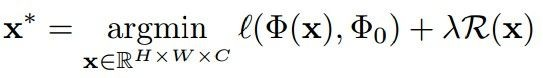 x* = argmin ℓ(Φ(x), Φ₀) + λℛ(x)
x∈ℝ^{H×W×C}